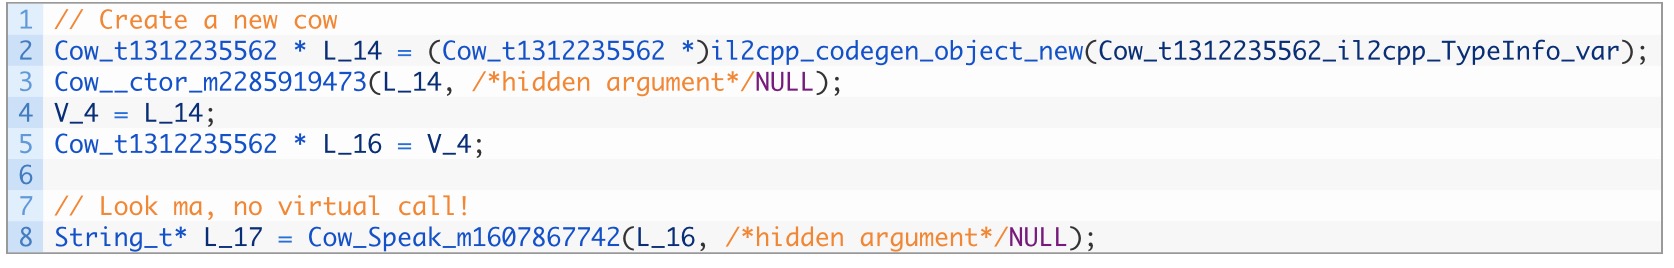 1 // Create a new cow
2 Cow_t1312235562 * L_14 = (Cow_t1312235562 *)il2cpp_codegen_object_new(Cow_t1312235562_il2cpp_TypeInfo_var);
3 Cow__ctor_m2285919473(L_14, /*hidden argument*/NULL);
4 V_4 = L_14;
5 Cow_t1312235562 * L_16 = V_4;
6
7 // Look ma, no virtual call!
8 String_t* L_17 = Cow_Speak_m1607867742(L_16, /*hidden argument*/NULL);